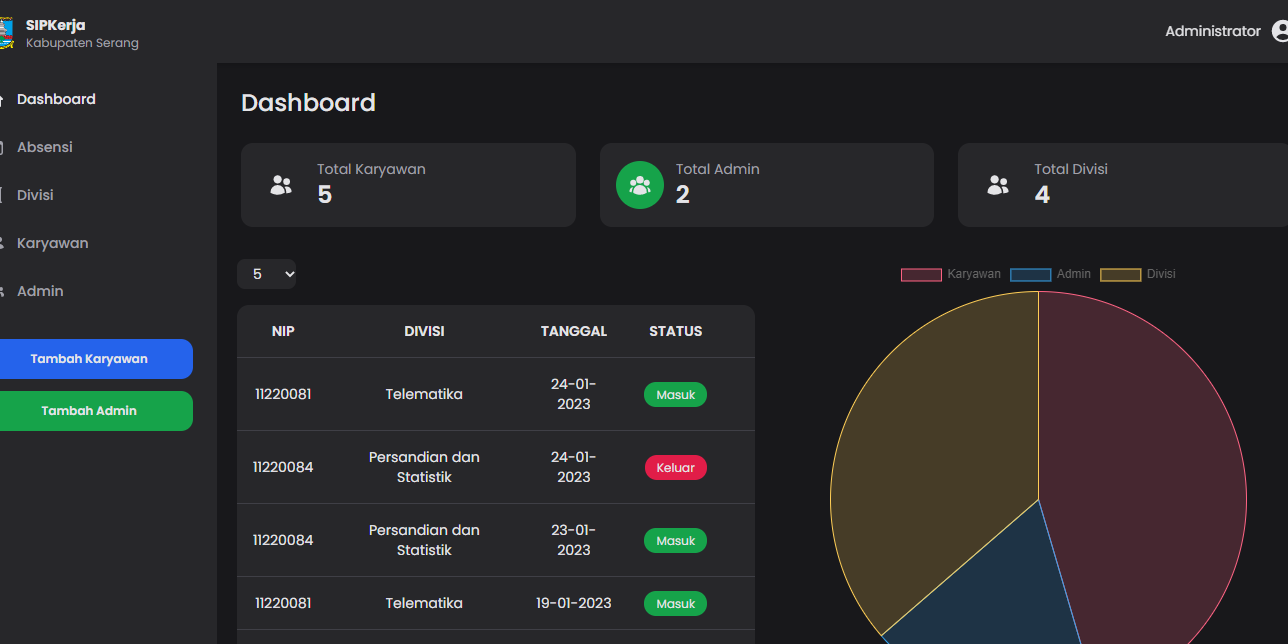 SIPKerja
Kabupaten Serang
Administrator
Dashboard
Absensi
Divisi
Karyawan
Admin
Tambah Karyawan
Tambah Admin
Dashboard
Total Karyawan
5
Total Admin
2
Total Divisi
4
5
NIP DIVISI TANGGAL STATUS
11220081 Telematika 24-01-
2023 Masuk
11220084 Persandian dan
Statistik 24-01-
2023 Keluar
11220084 Persandian dan
Statistik 23-01-
2023 Masuk
11220081 Telematika 19-01-2023 Masuk
Karyawan Admin Divisi